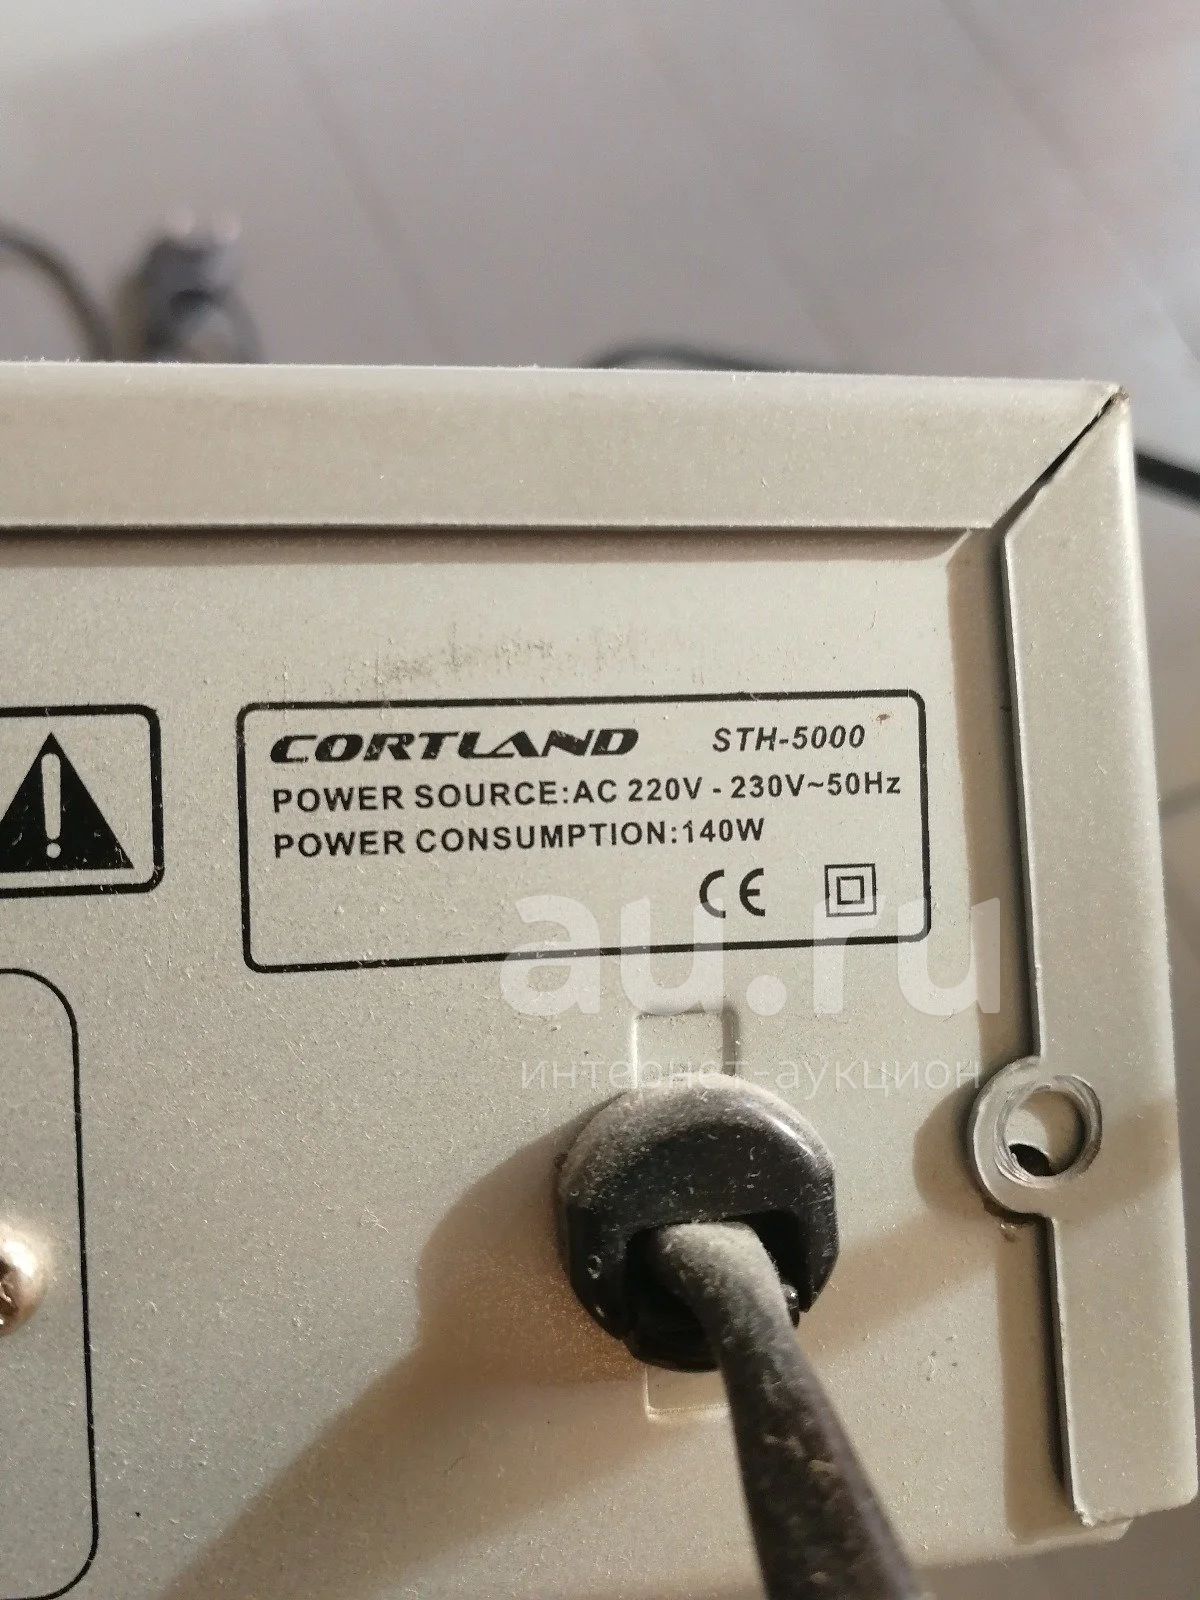 CORTLAND STH-5000
POWER SOURCE:AC 220V - 230V~50Hz
POWER CONSUMPTION:140W
CE
au.ru
интернет-аукцион